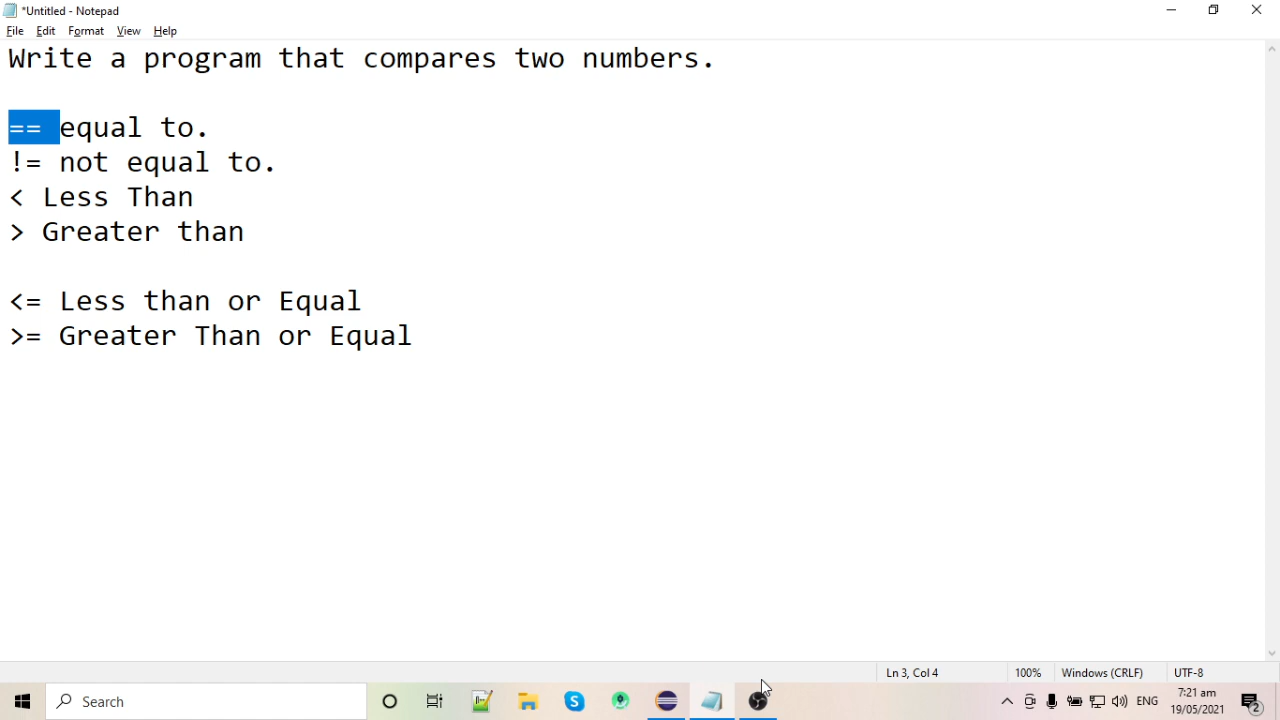 *Untitled - Notepad
File Edit Format View Help
Write a program that compares two numbers.
== equal to.
!= not equal to.
< Less Than
> Greater than
<= Less than or Equal
>= Greater Than or Equal
Ln 3, Col 4 100% Windows (CRLF) UTF-8
Search
ENG
7:21 am
19/05/2021
2